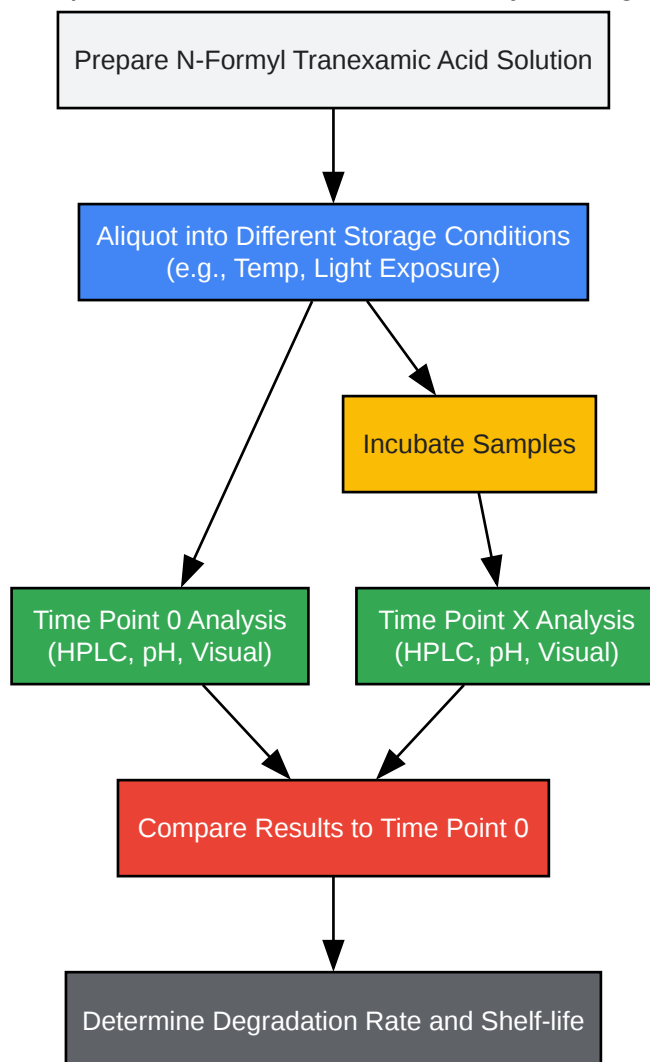 Prepare N-Formyl Tranexamic Acid Solution
Aliquot into Different Storage Conditions
(e.g., Temp, Light Exposure)
Incubate Samples
Time Point 0 Analysis
(HPLC, pH, Visual)
Time Point X Analysis
(HPLC, pH, Visual)
Compare Results to Time Point 0
Determine Degradation Rate and Shelf-life